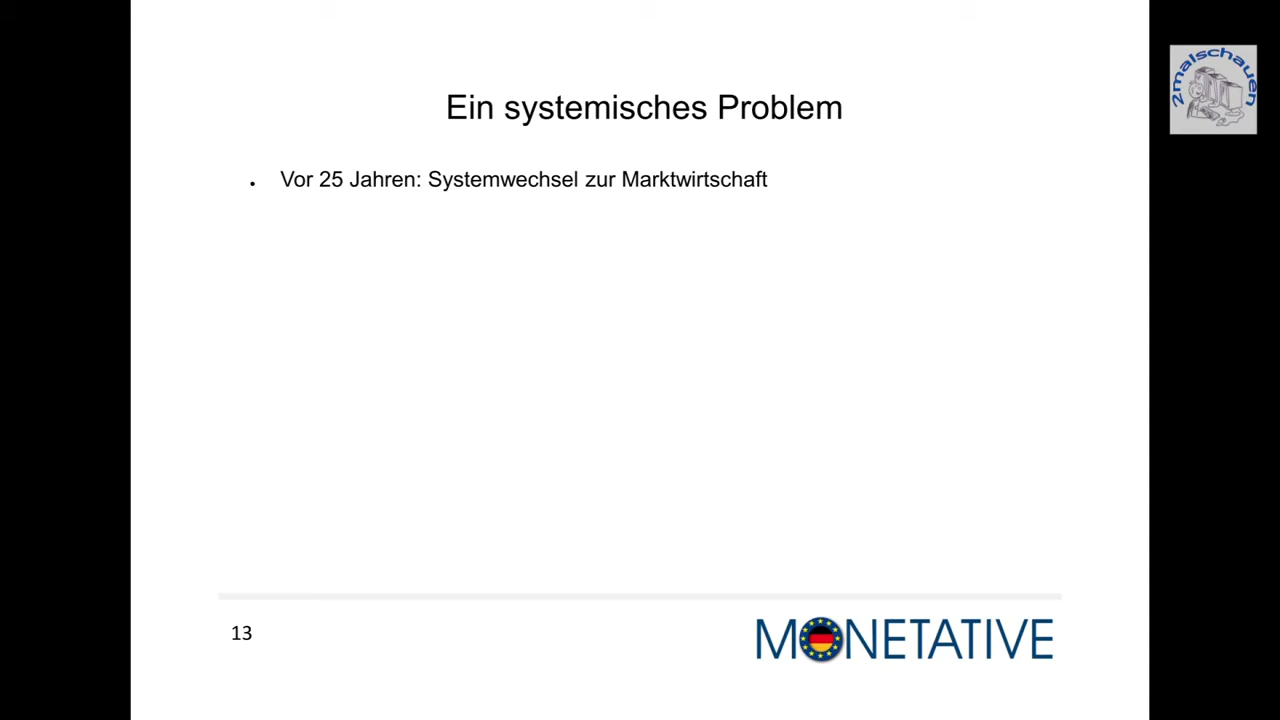 2malschauen
Ein systemisches Problem
• Vor 25 Jahren: Systemwechsel zur Marktwirtschaft
13
MONETATIVE